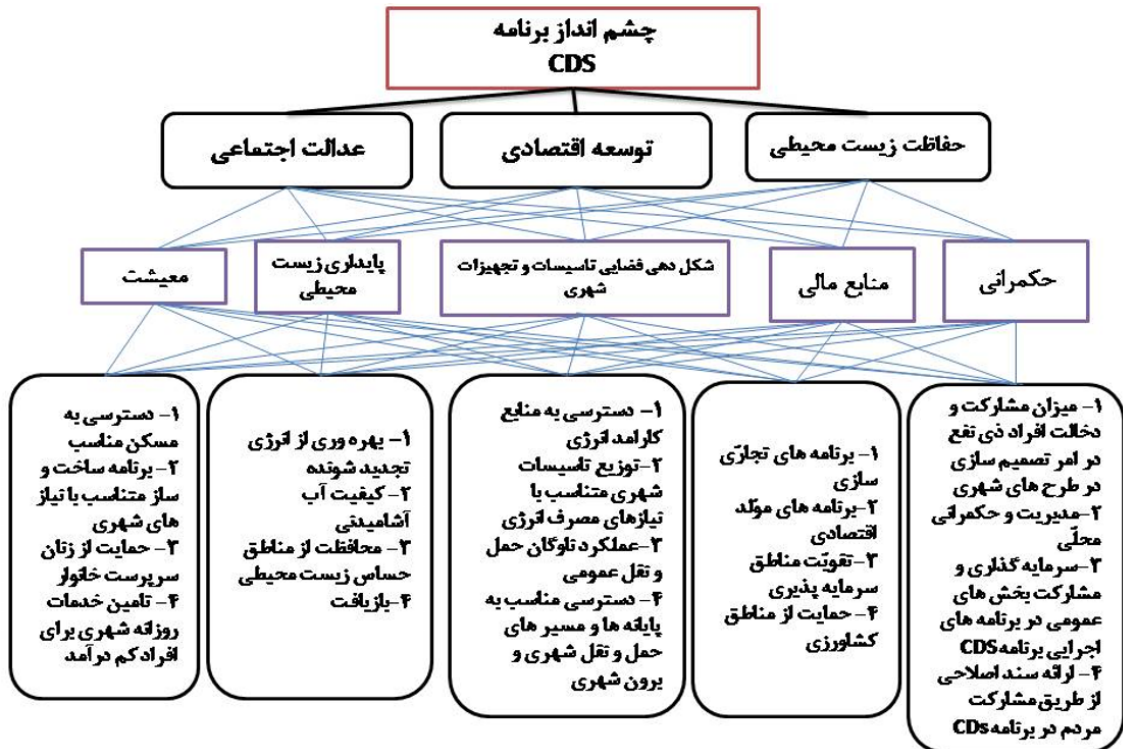 چشم انداز برنامه
CDS
حفاظت زیست محیطی
توسعه اقتصادی
عدالت اجتماعی
حکمرانی
منابع مالی
شکل دهی فضایی تاسیسات و تجهیزات
شهری
پایداری زیست
محیطی
معیشت
۱- میزان مشارکت و
دخالت افراد ذی نفع
در امر تصمیم سازی
در طرح های شهری
۲-مدیریت و حکمرانی
محلّی
۳-سرمایه گذاری و
مشارکت بخش های
عمومی در برنامه های
اجرایی برنامه CDS
۴- ارائه سند اصلاحی
از طریق مشارکت
مردم در برنامه CDs
۱- برنامه های تجاری
سازی
۲-برنامه های مولّد
اقتصادی
۳-تقویّت مناطق
سرمایه پذیری
۴- حمایت از مناطق
کشاورزی
۱- دسترسی به منابع
کارامد انرژی
۲-توزیع تاسیسات
شهری متناسب با
نیازهای مصرف انرژی
۳-عملکرد ناوگان حمل
و نقل عمومی
۴- دسترسی مناسب به
پایانه ها و مسیر های
حمل و نقل شهری و
برون شهری
۱- بهره وری از انرژی
تجدید شونده
۲- کیفیت آب
آشامیدنی
۳- محافظت از مناطق
حساس زیست محیطی
۴-بازیافت
۱- دسترسی به
مسکن مناسب
۲- برنامه ساخت و
ساز متناسب با نیاز
های شهری
۳- حمایت از زنان
سرپرست خانوار
۴- تامین خدمات
روزانه شهری برای
افراد کم درآمد